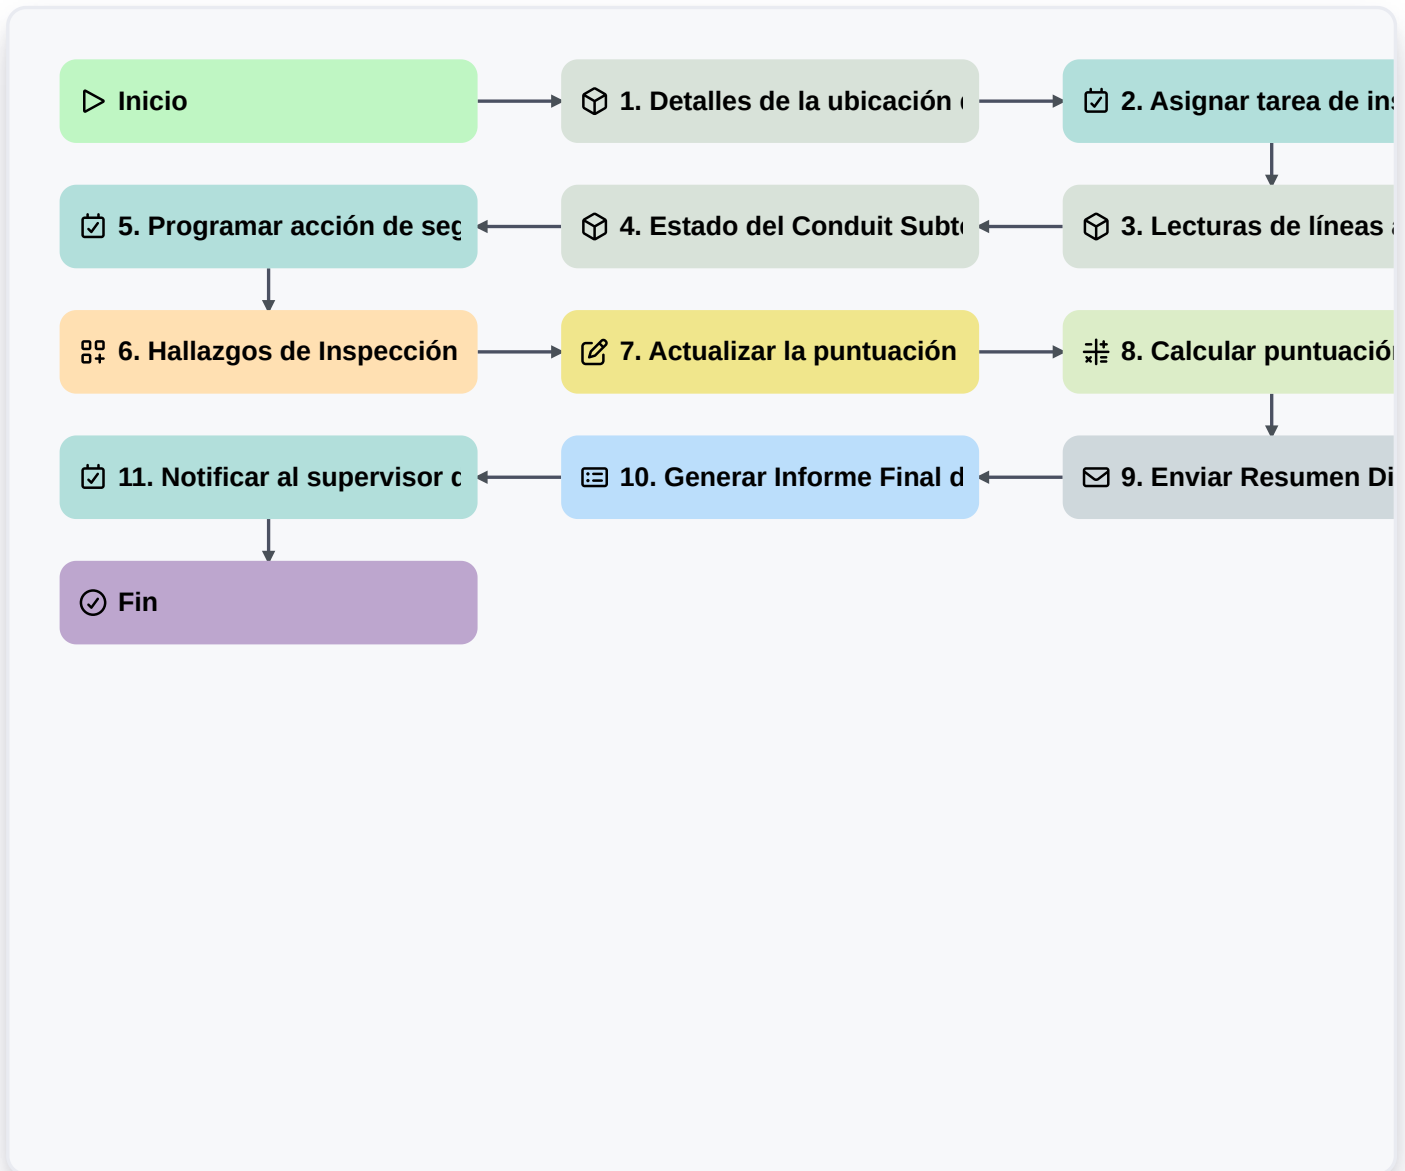 Inicio
1. Detalles de la ubicación
2. Asignar tarea de
5. Programar acción de
4. Estado del Conduit
3. Lecturas de líneas
6. Hallazgos de Inspección
7. Actualizar la puntuación
8. Calcular puntuación
11. Notificar al supervisor
10. Generar Informe Final
9. Enviar Resumen
Fin